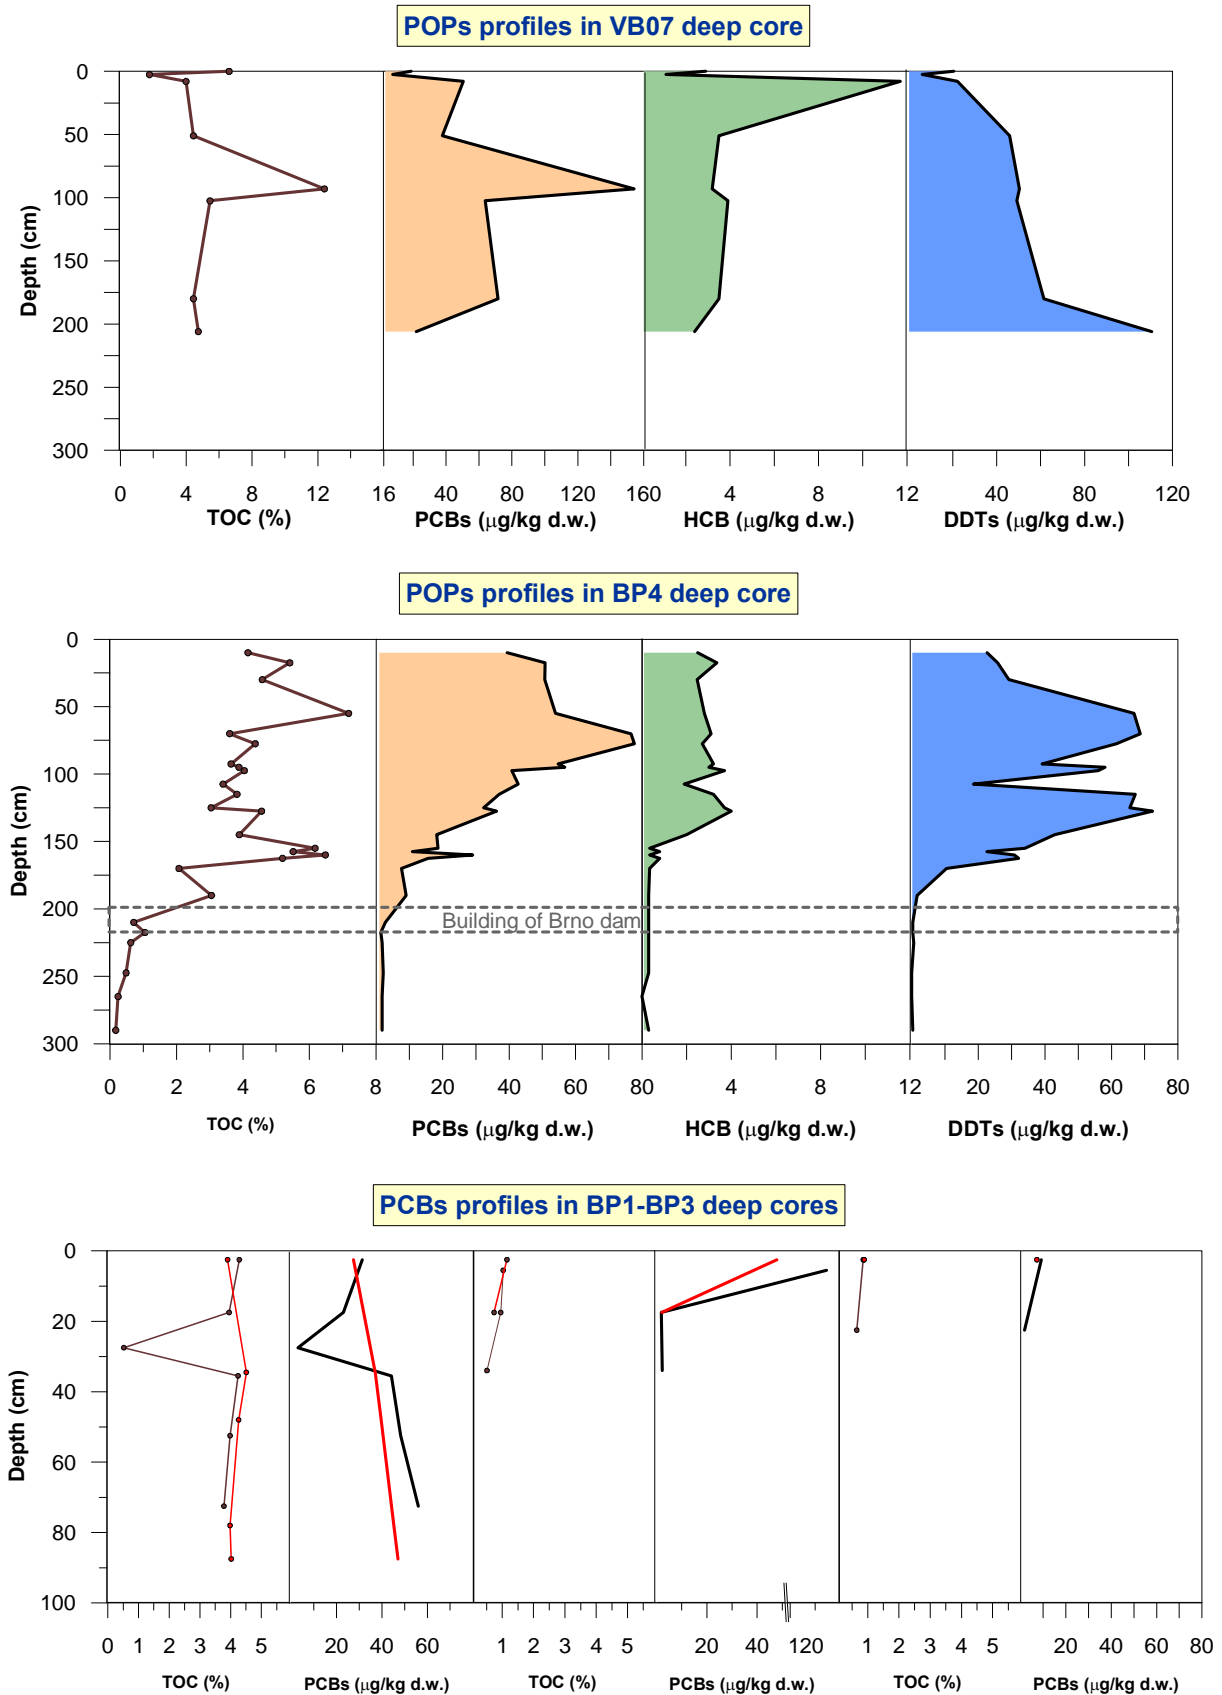 POPs profiles in VB07 deep core
0
50
100
150
200
250
300
Depth (cm)
0 4 8 12 16 40 80 120 160 4 8 12 40 80 120
TOC (%) PCBs (μg/kg d.w.) HCB (μg/kg d.w.) DDTs (μg/kg d.w.)
POPs profiles in BP4 deep core
0
50
100
150
200
250
300
Depth (cm)
Building of Brno dam
0 2 4 6 8 40 60 80 4 8 12 20 40 60 80
TOC (%) PCBs (μg/kg d.w.) HCB (μg/kg d.w.) DDTs (μg/kg d.w.)
PCBs profiles in BP1-BP3 deep cores
0
20
40
60
80
100
Depth (cm)
0 1 2 3 4 5 20 40 60 1 2 3 4 5 20 40 120 1 2 3 4 5 20 40 60 80
TOC (%) PCBs (μg/kg d.w.) TOC (%) PCBs (μg/kg d.w.) TOC (%) PCBs (μg/kg d.w.)